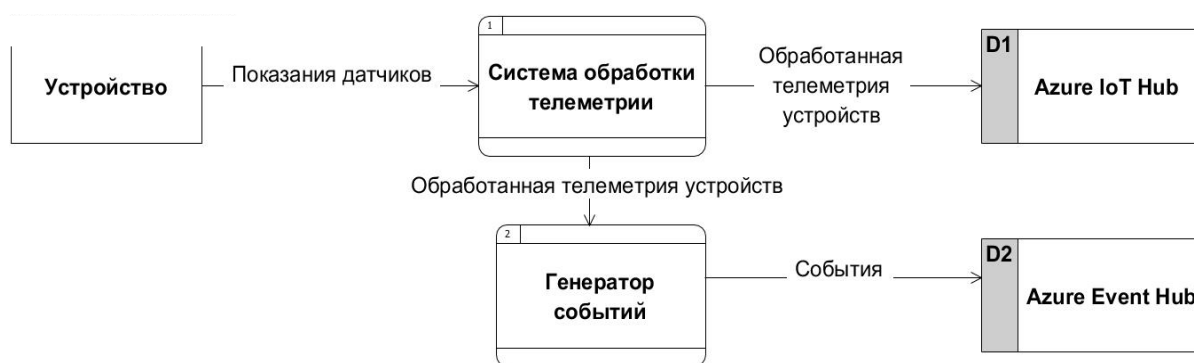 1
Устройство
Показания датчиков
Система обработки
телеметрии
Обработанная
телеметрия
устройств
D1
Azure IoT Hub
Обработанная телеметрия устройств
2
Генератор
событий
События
D2
Azure Event Hub